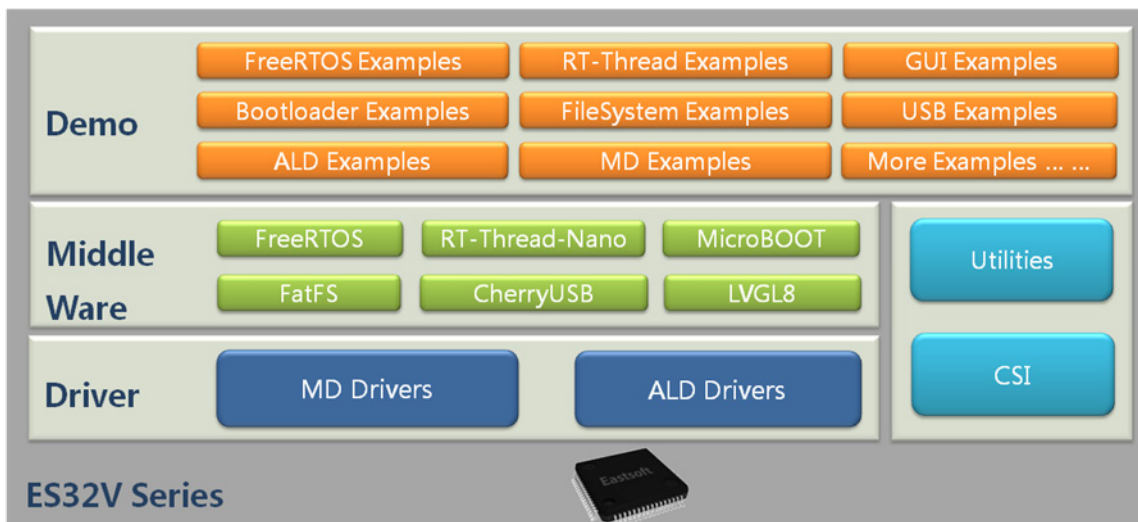 FreeRTOS Examples
RT-Thread Examples
GUI Examples
Demo
Bootloader Examples
FileSystem Examples
USB Examples
ALD Examples
MD Examples
More Examples ... ...
Middle
Ware
FreeRTOS
RT-Thread-Nano
MicroBOOT
FatFS
CherryUSB
LVGL8
Utilities
CSI
Driver
MD Drivers
ALD Drivers
ES32V Series
Eastsoft